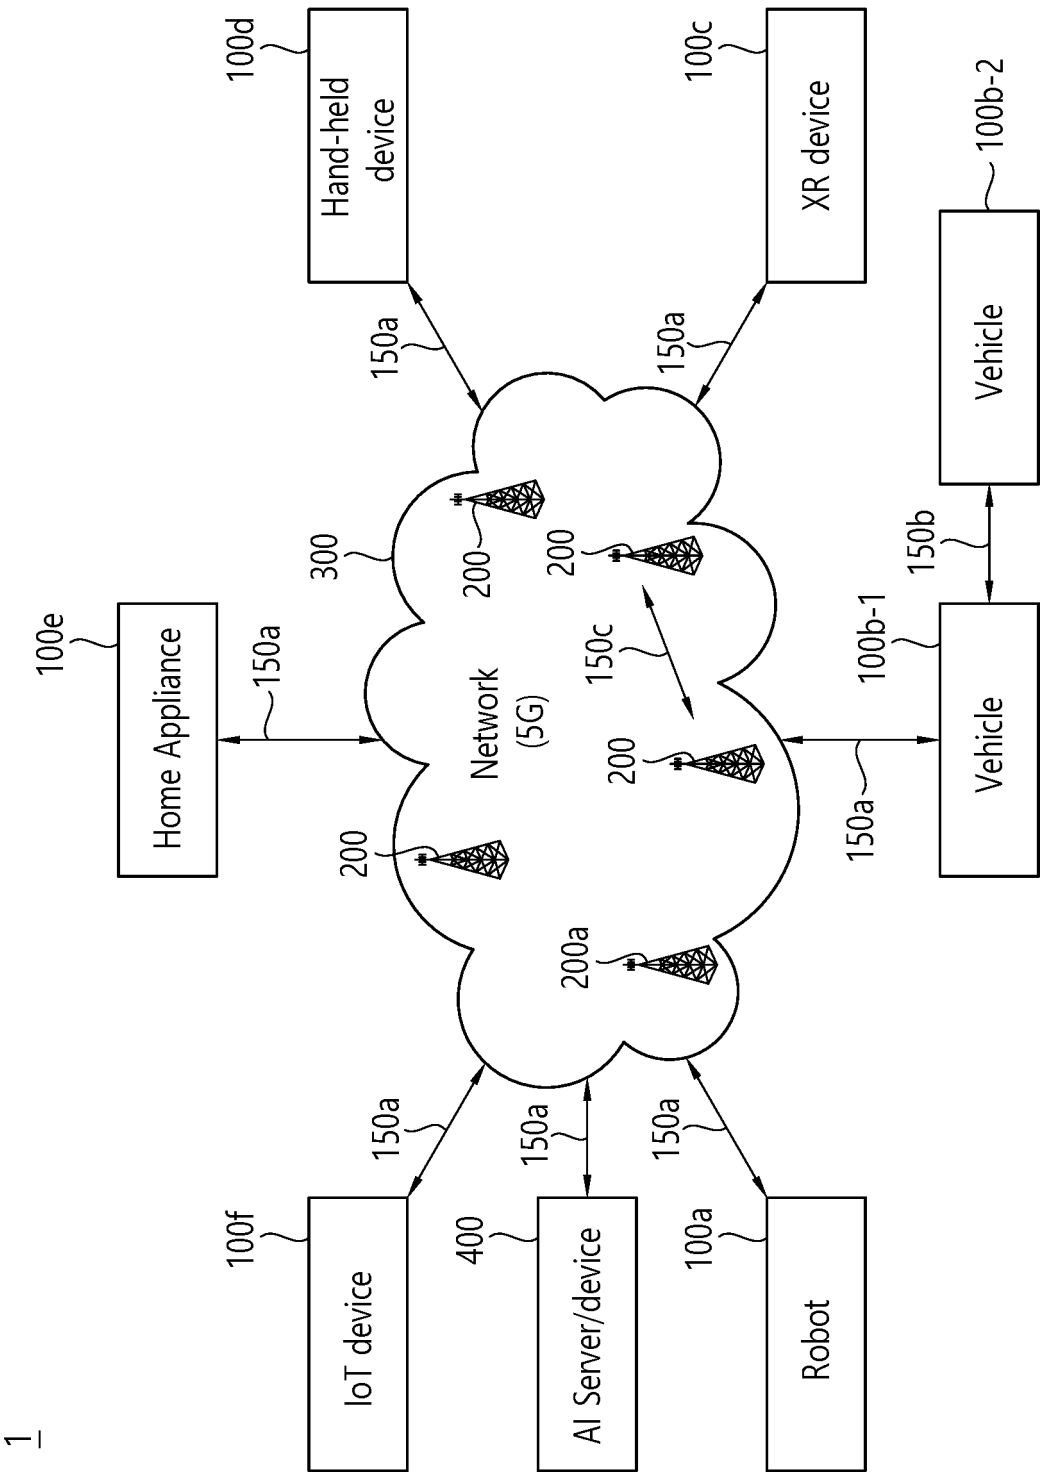 1
100e
Home Appliance
150a
100f
IoT device
150a
300
150a
100d
Hand-held
device
200
200
Network
(5G)
400
AI Server/device
150a
200a
200
150c
200
100a
Robot
150a
150a
100c
XR device
150a
100b-1
Vehicle
150b
100b-2
Vehicle